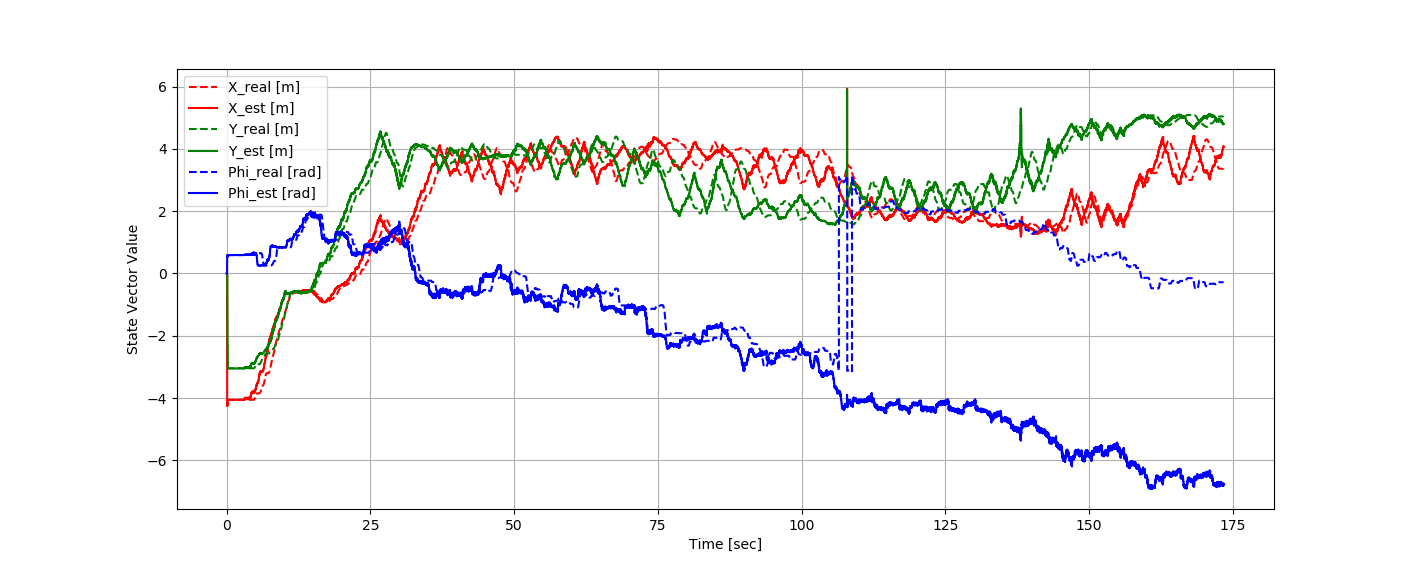 X_real [m]
X_est [m]
Y_real [m]
Y_est [m]
Phi_real [rad]
Phi_est [rad]
State Vector Value
6
4
2
0
−2
−4
−6
0 25 50 75 100 125 150 175
Time [sec]